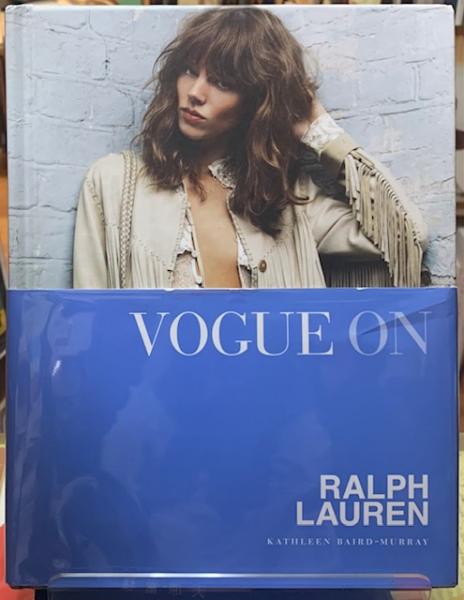 VOGUE ON
RALPH
LAUREN
KATHLEEN BAIRD-MURRAY